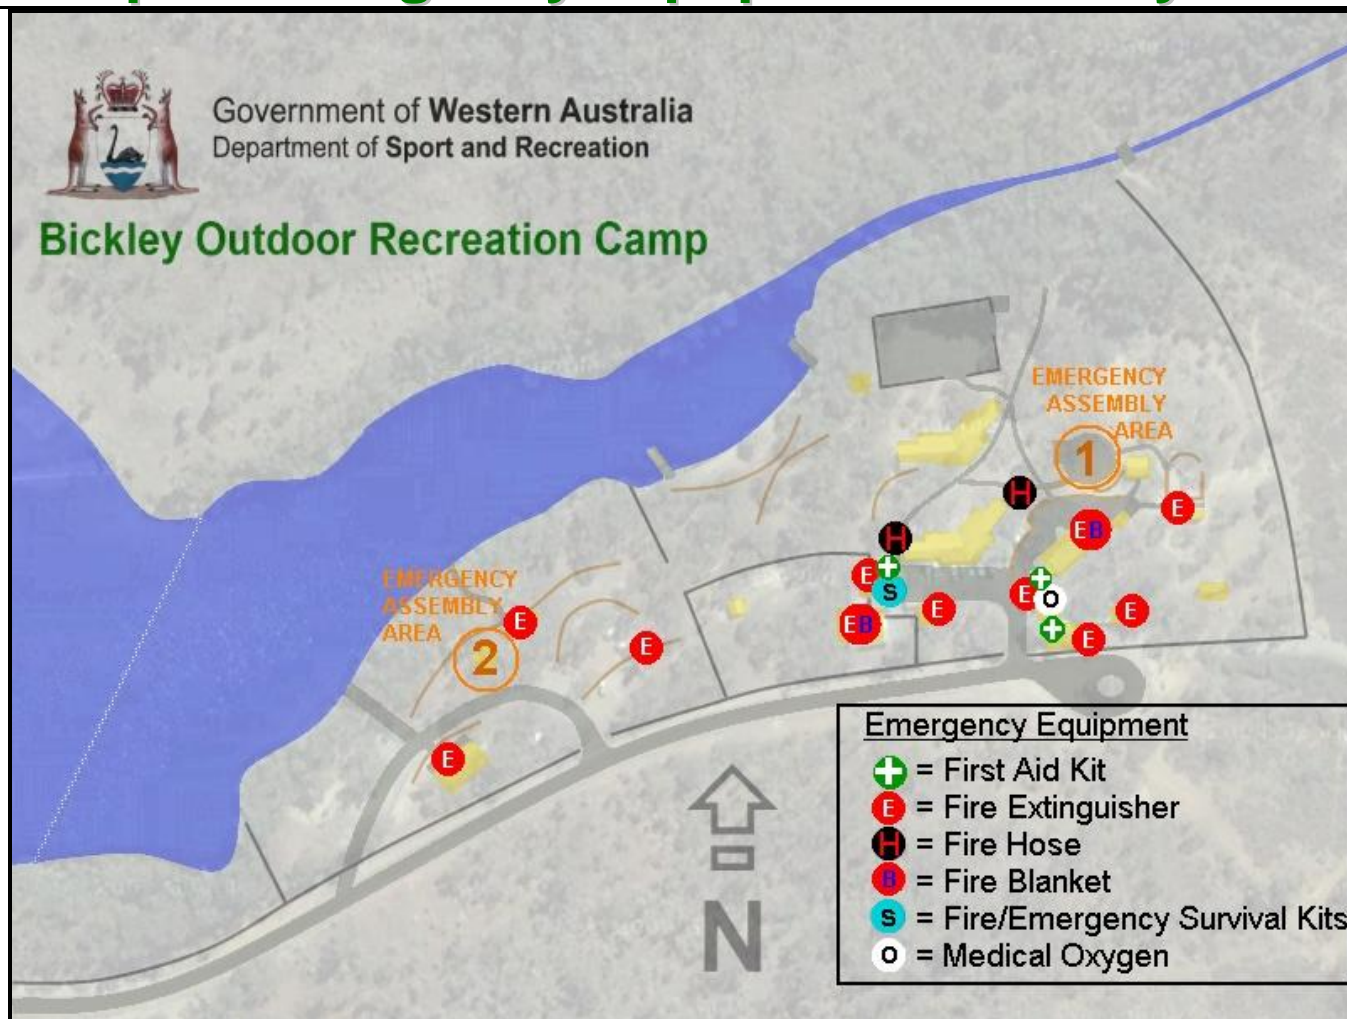 Government of Western Australia
Department of Sport and Recreation
Bickley Outdoor Recreation Camp
EMERGENCY
ASSEMBLY
AREA
1
H
E
EB
H
E
S
E
O
EB
E
E
E
EMERGENCY
ASSEMBLY
AREA
2
E
E
E
N
Emergency Equipment
= First Aid Kit
E = Fire Extinguisher
H = Fire Hose
B = Fire Blanket
S = Fire/Emergency Survival Kits
O = Medical Oxygen